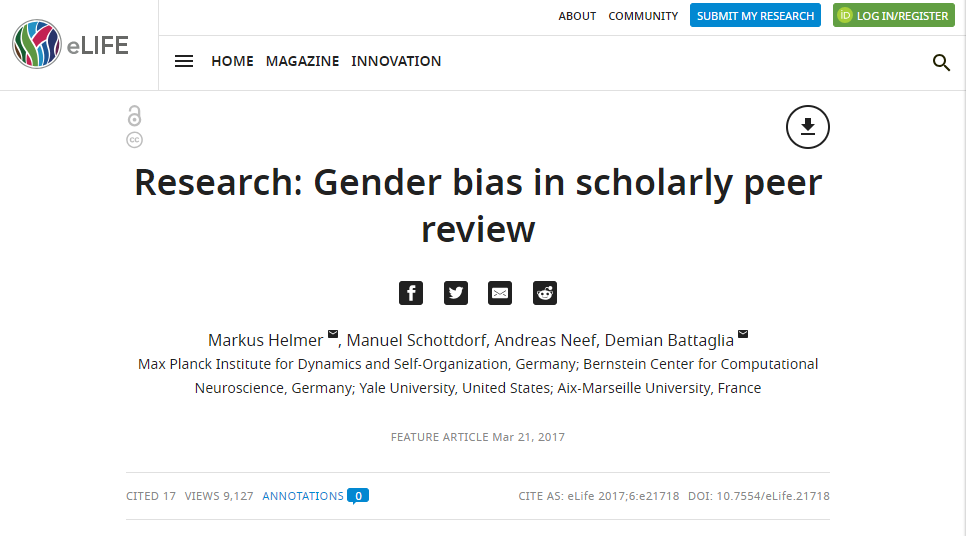 ABOUT COMMUNITY SUBMIT MY RESEARCH iD LOG IN/REGISTER
eLIFE
HOME MAGAZINE INNOVATION
cc
Research: Gender bias in scholarly peer
review
Markus Helmer, Manuel Schottdorf, Andreas Neef, Demian Battaglia
Max Planck Institute for Dynamics and Self-Organization, Germany; Bernstein Center for Computational
Neuroscience, Germany; Yale University, United States; Aix-Marseille University, France
FEATURE ARTICLE Mar 21, 2017
CITED 17 VIEWS 9,127 ANNOTATIONS 0 CITE AS: eLife 2017;6:e21718 DOI: 10.7554/eLife.21718